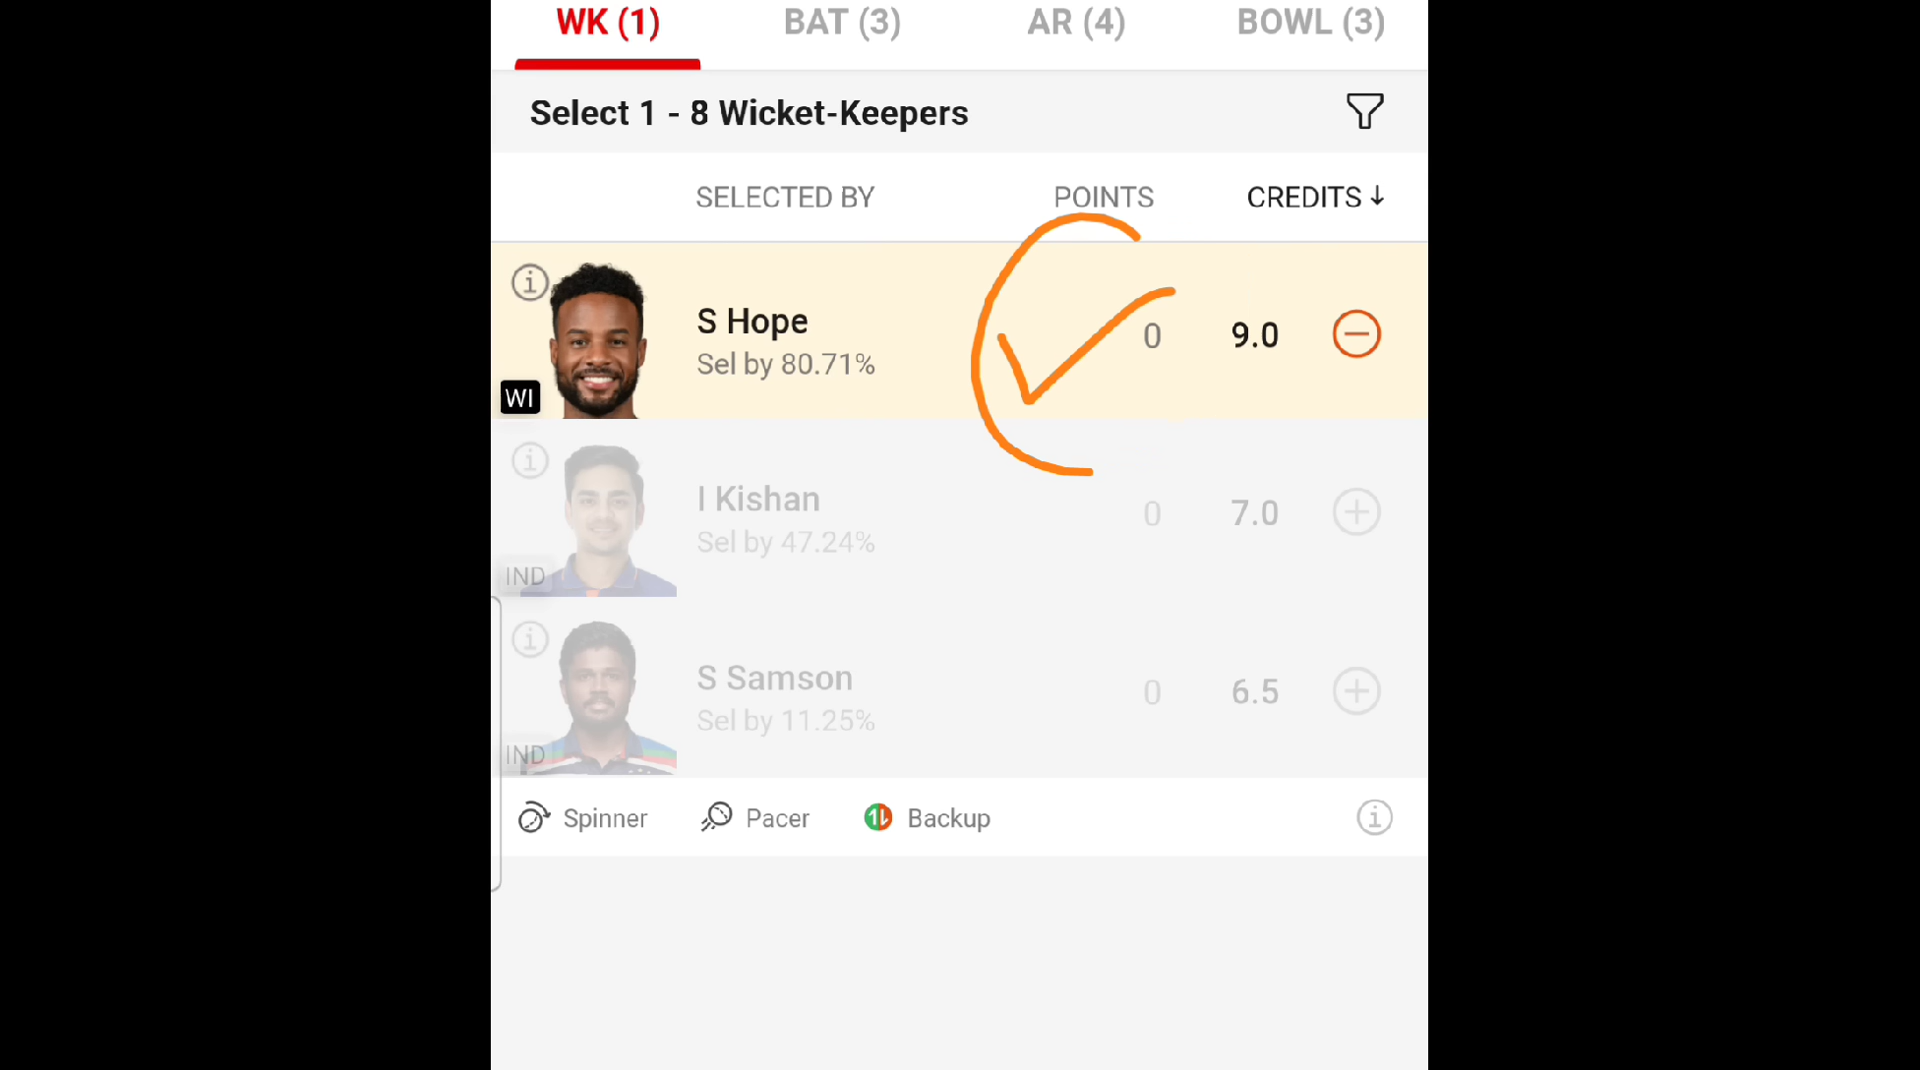 WK (1) BAT (3) AR (4) BOWL (3)
Select 1 - 8 Wicket-Keepers
SELECTED BY POINTS CREDITS ↓
S Hope
Sel by 80.71%
0 9.0
WI
I Kishan
Sel by 47.24%
0 7.0
IND
S Samson
Sel by 11.25%
0 6.5
IND
Spinner Pacer Backup